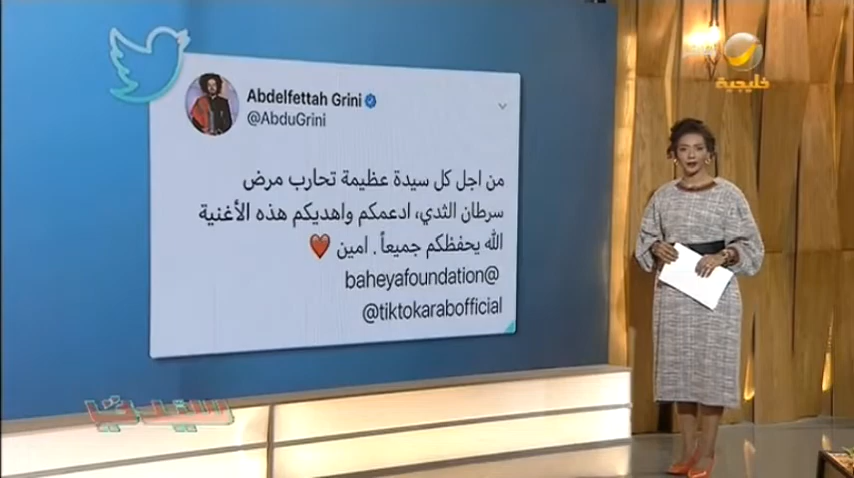 خليجية
Abdelfettah Grini
@AbduGrini
من اجل كل سيدة عظيمة تحارب مرض
سرطان الثدي، ادعمكم واهديكم هذه الأغنية
الله يحفظكم جميعاً. امين ❤️
baheyafoundation@
@tiktokarabofficial
سيدتي